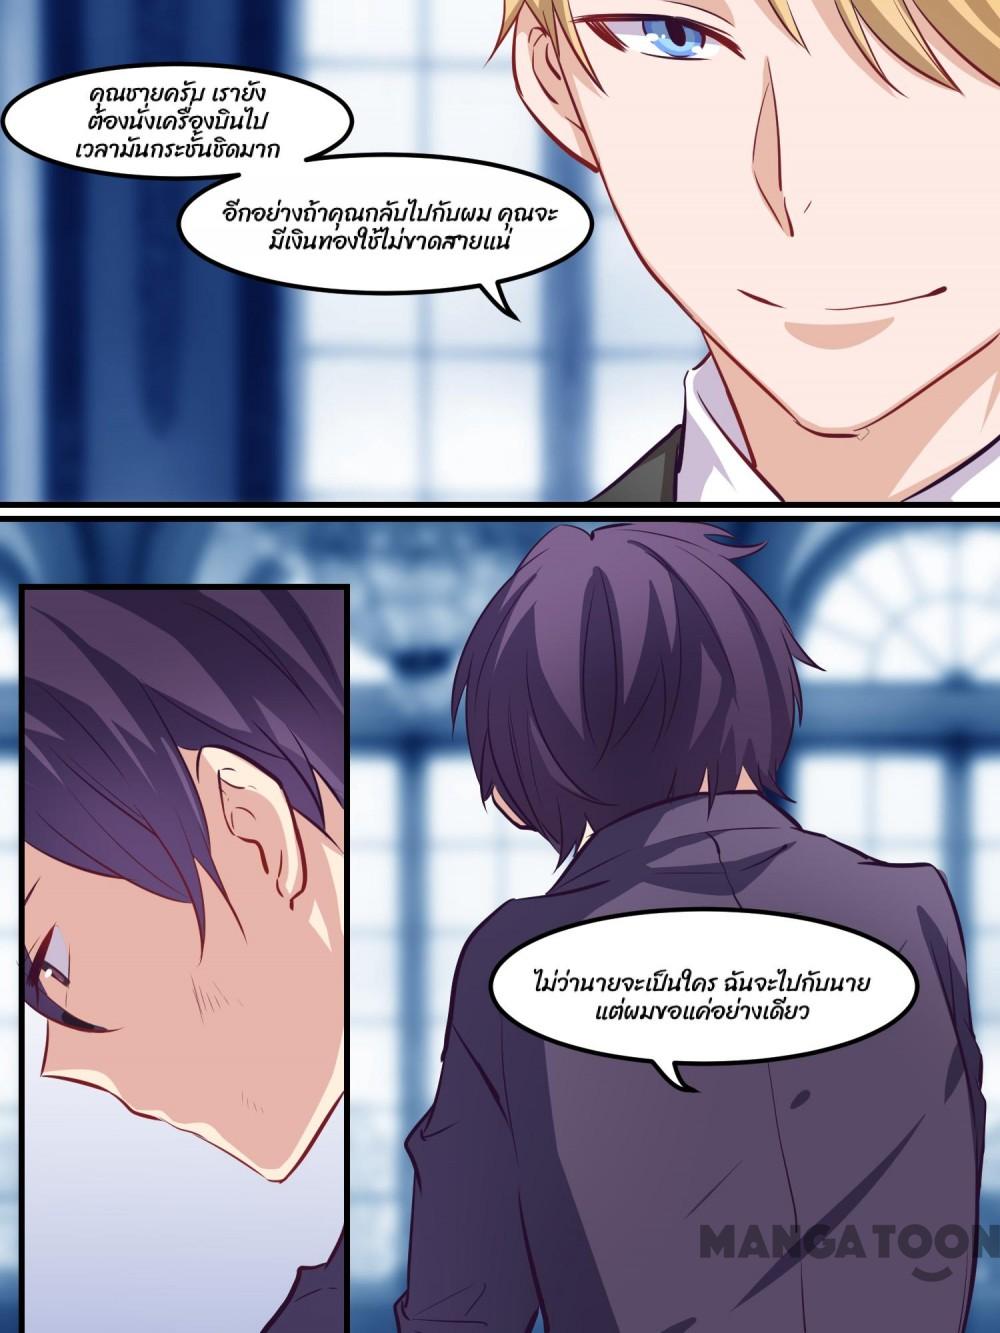 คุณชายครับ เรายัง
ต้องนั่งเครื่องบินไป
เวลามันกระชั้นชิดมาก
อีกอย่างถ้าคุณกลับไปกับผม คุณจะ
มีเงินทองใช้ไม่ขาดสายแน่
ไม่ว่านายจะเป็นใคร ฉันจะไปกับนาย
แต่ผมขอแค่อย่างเดียว
MANGATOON